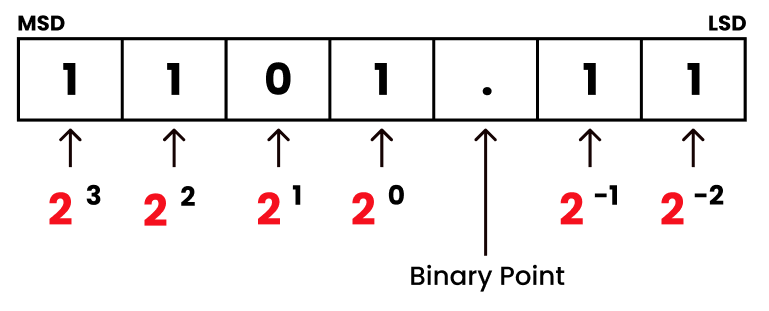 MSD LSD
1 1 0 1 . 1 1
2³ 2² 2¹ 2⁰ 2⁻¹ 2⁻²
Binary Point